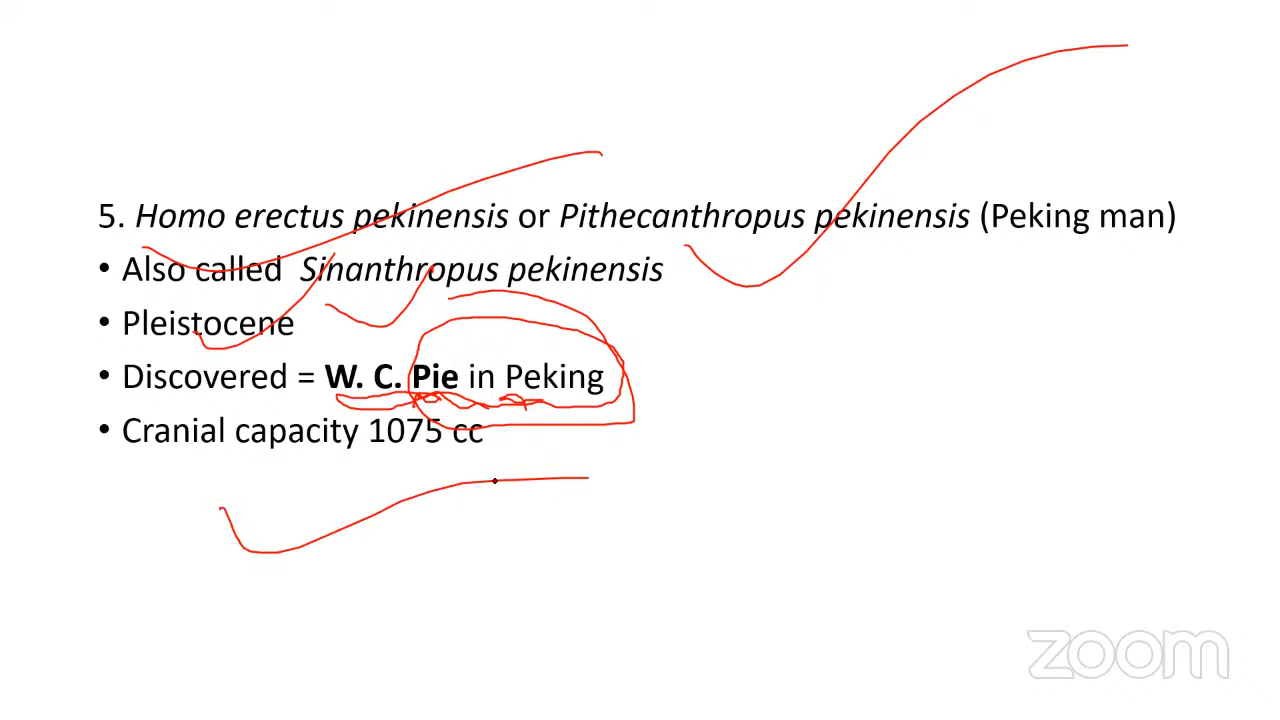 5. Homo erectus pekinensis or Pithecanthropus pekinensis (Peking man)
• Also called Sinanthropus pekinensis
• Pleistocene
• Discovered = W. C. Pie in Peking
• Cranial capacity 1075 cc
zoom